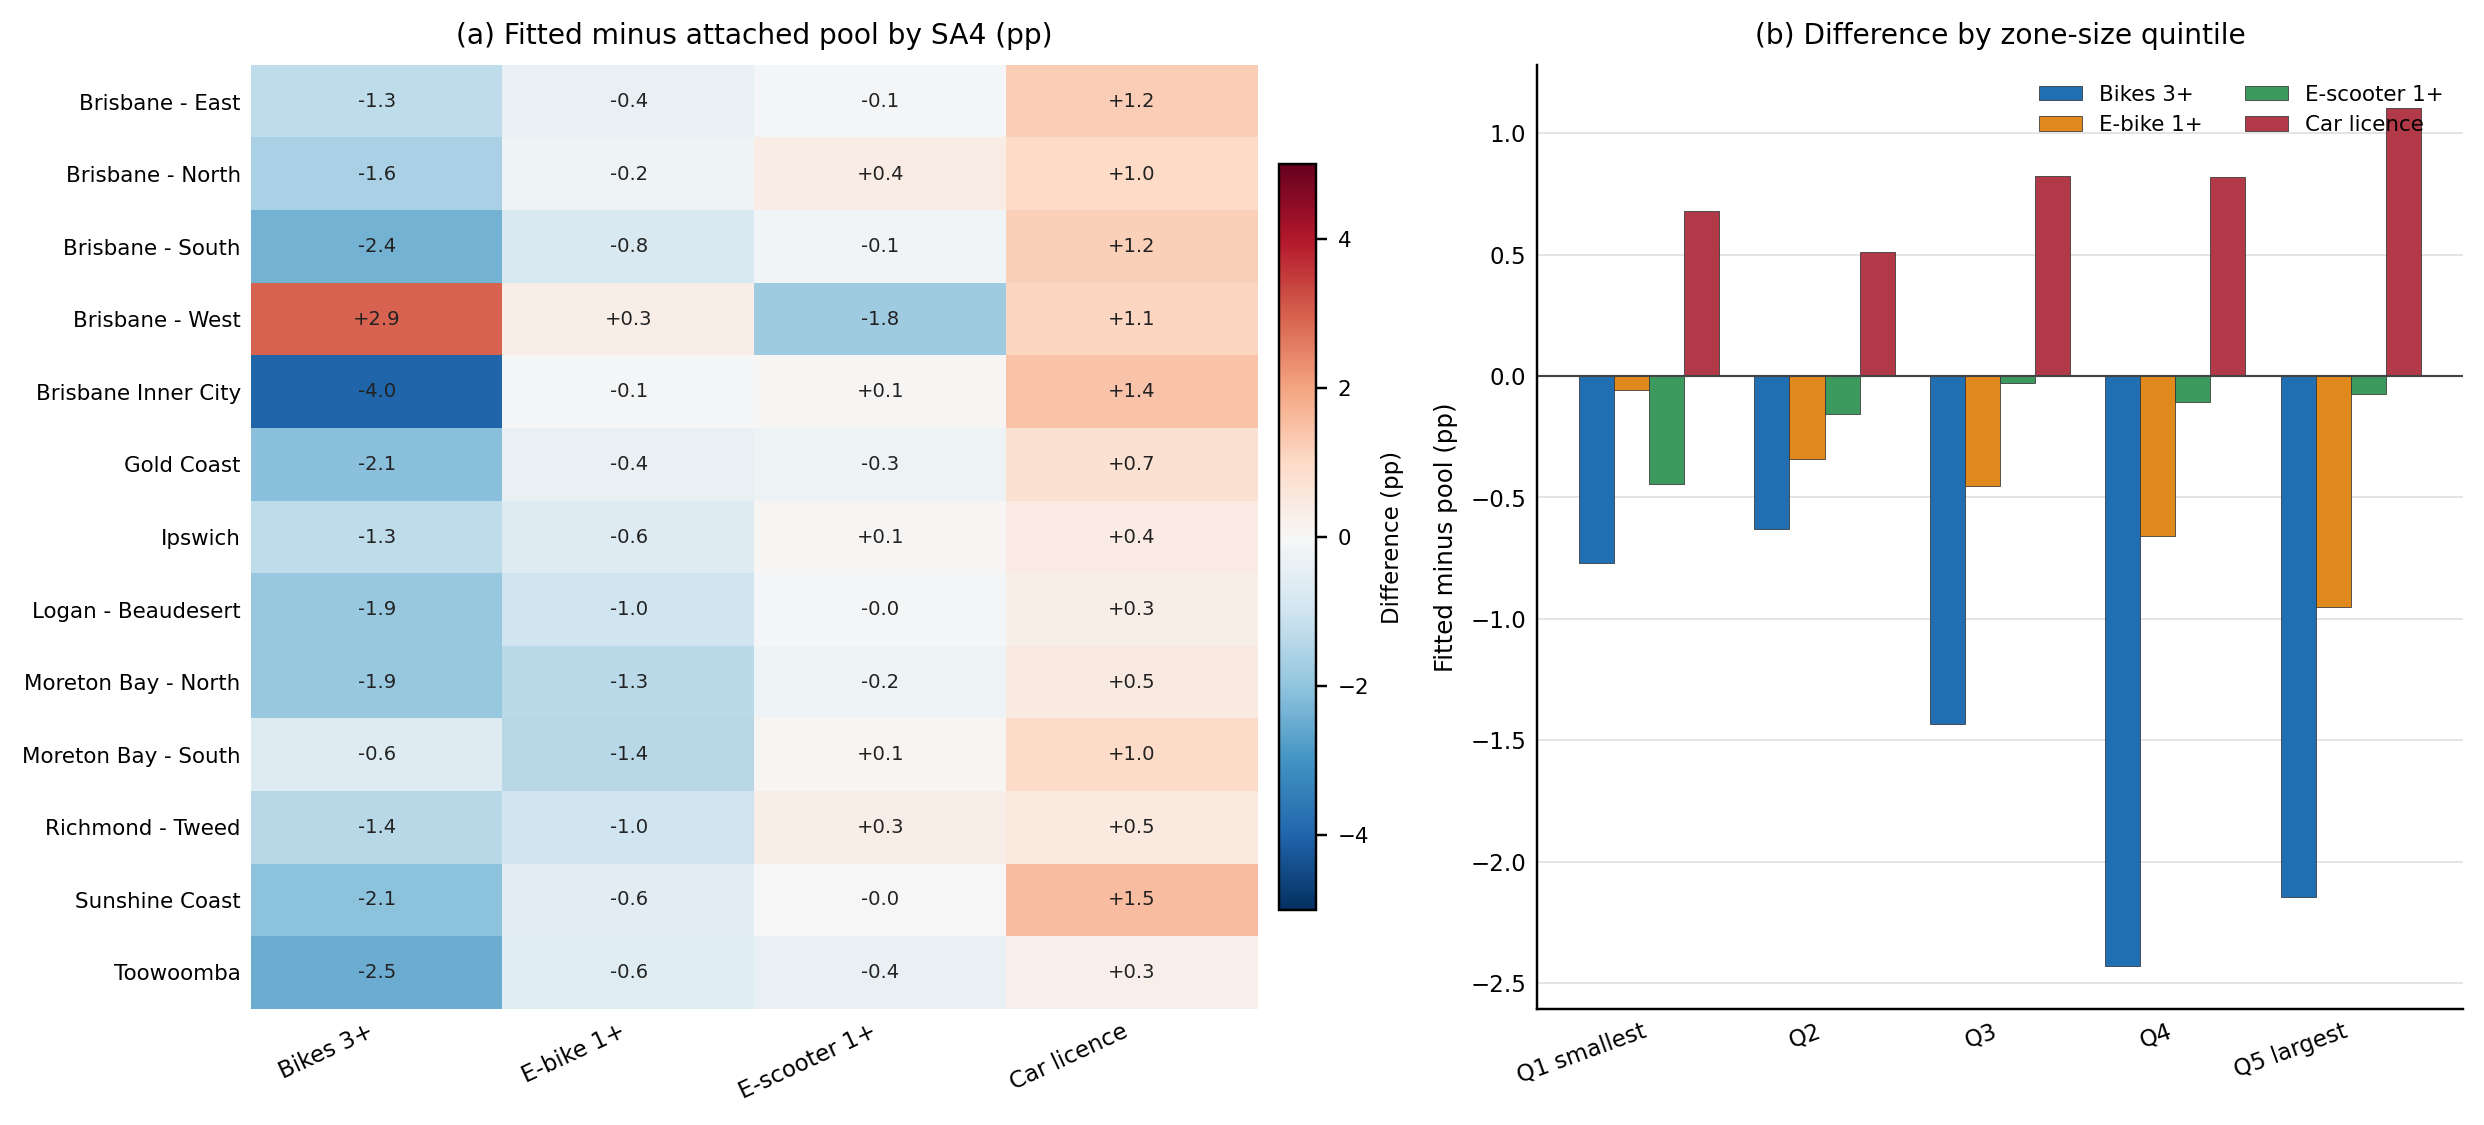 (a) Fitted minus attached pool by SA4 (pp)
Brisbane - East -1.3 -0.4 -0.1 +1.2
Brisbane - North -1.6 -0.2 +0.4 +1.0
Brisbane - South -2.4 -0.8 -0.1 +1.2
Brisbane - West +2.9 +0.3 -1.8 +1.1
Brisbane Inner City -4.0 -0.1 +0.1 +1.4
Gold Coast -2.1 -0.4 -0.3 +0.7
Ipswich -1.3 -0.6 +0.1 +0.4
Logan - Beaudesert -1.9 -1.0 -0.0 +0.3
Moreton Bay - North -1.9 -1.3 -0.2 +0.5
Moreton Bay - South -0.6 -1.4 +0.1 +1.0
Richmond - Tweed -1.4 -1.0 +0.3 +0.5
Sunshine Coast -2.1 -0.6 -0.0 +1.5
Toowoomba -2.5 -0.6 -0.4 +0.3
Bikes 3+ E-bike 1+ E-scooter 1+ Car licence
4
2
0
−2
−4
Difference (pp)
(b) Difference by zone-size quintile
Bikes 3+ E-scooter 1+
E-bike 1+ Car licence
1.0
0.5
0.0
−0.5
−1.0
−1.5
−2.0
−2.5
Fitted minus pool (pp)
Q1 smallest Q2 Q3 Q4 Q5 largest